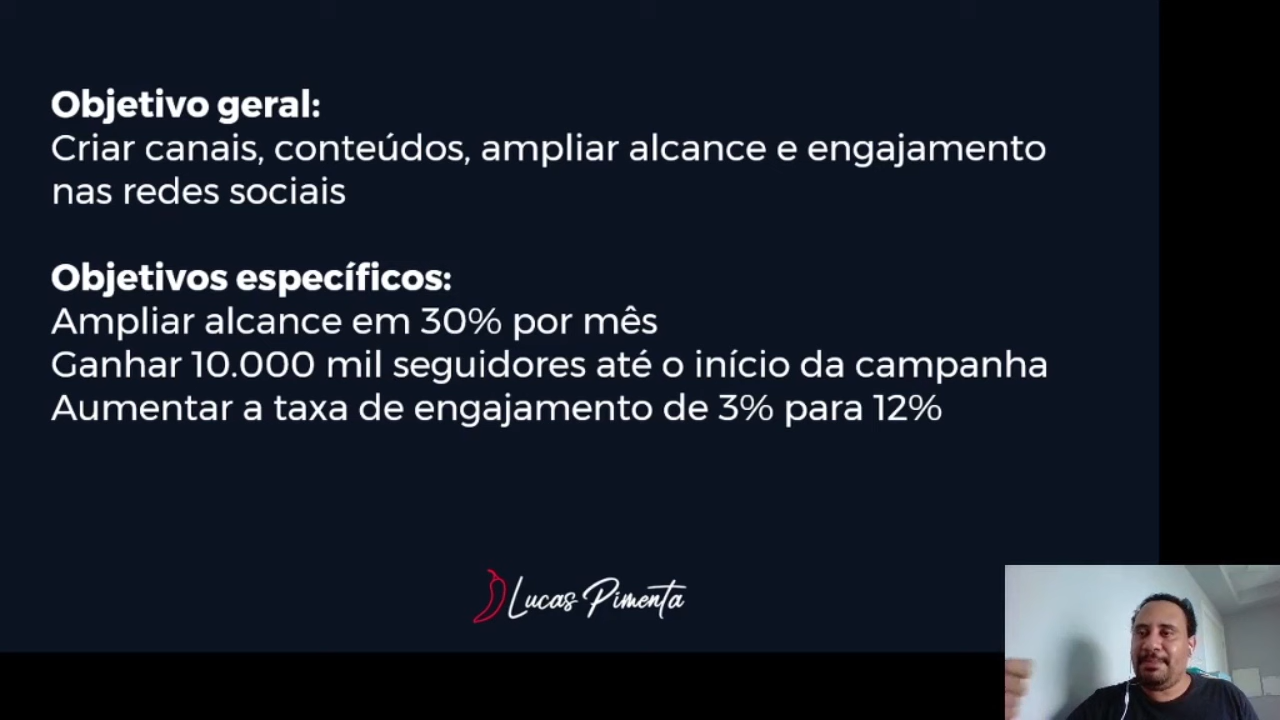 Objetivo geral:
Criar canais, conteúdos, ampliar alcance e engajamento
nas redes sociais
Objetivos específicos:
Ampliar alcance em 30% por mês
Ganhar 10.000 mil seguidores até o início da campanha
Aumentar a taxa de engajamento de 3% para 12%
Lucas Pimenta